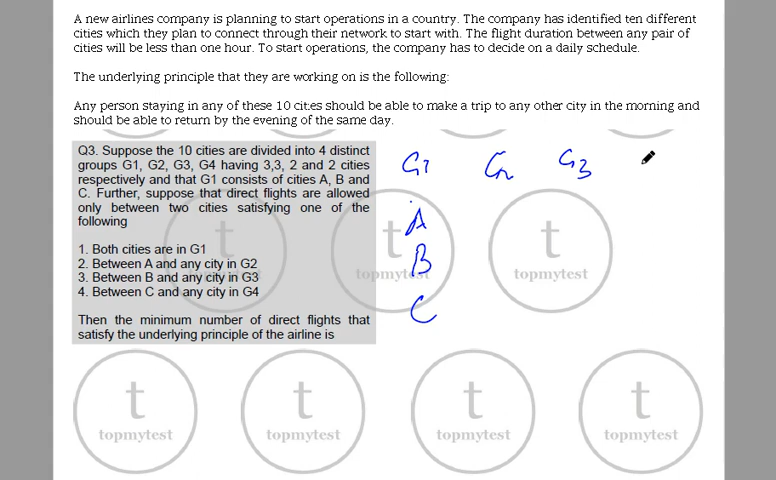 A new airlines company is planning to start operations in a country. The company has identified ten different
cities which they plan to connect through their network to start with. The flight duration between any pair of
cities will be less than one hour. To start operations, the company has to decide on a daily schedule.
The underlying principle that they are working on is the following:
Any person staying in any of these 10 cities should be able to make a trip to any other city in the morning and
should be able to return by the evening of the same day.
Q3. Suppose the 10 cities are divided into 4 distinct
groups G1, G2, G3, G4 having 3,3, 2 and 2 cities
respectively and that G1 consists of cities A, B and
C. Further, suppose that direct flights are allowed
only between two cities satisfying one of the
following
1. Both cities are in G1
2. Between A and any city in G2
3. Between B and any city in G3
4. Between C and any city in G4
Then the minimum number of direct flights that
satisfy the underlying principle of the airline is
G1 G2 G3
A
B
C
t
topmytest
t
topmytest
t
topmytest
t
topmytest
t
topmytest
t
topmytest
t
topmytest